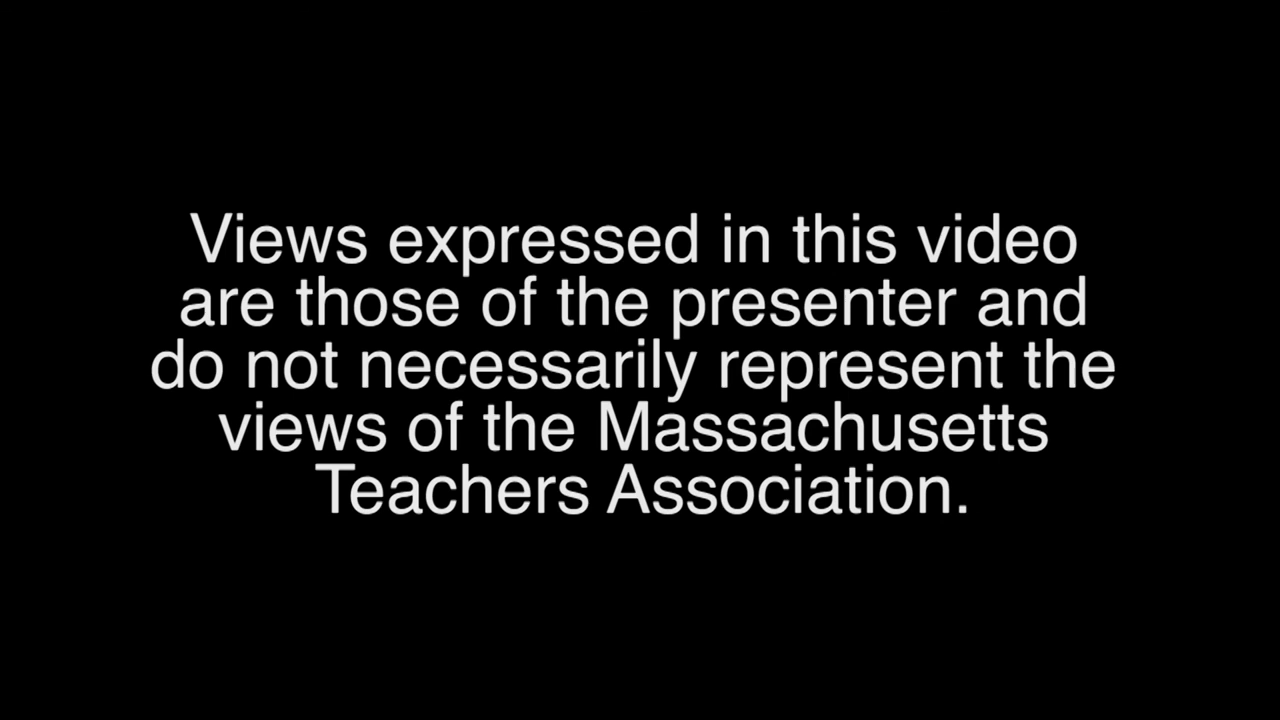 Views expressed in this video
are those of the presenter and
do not necessarily represent the
views of the Massachusetts
Teachers Association.